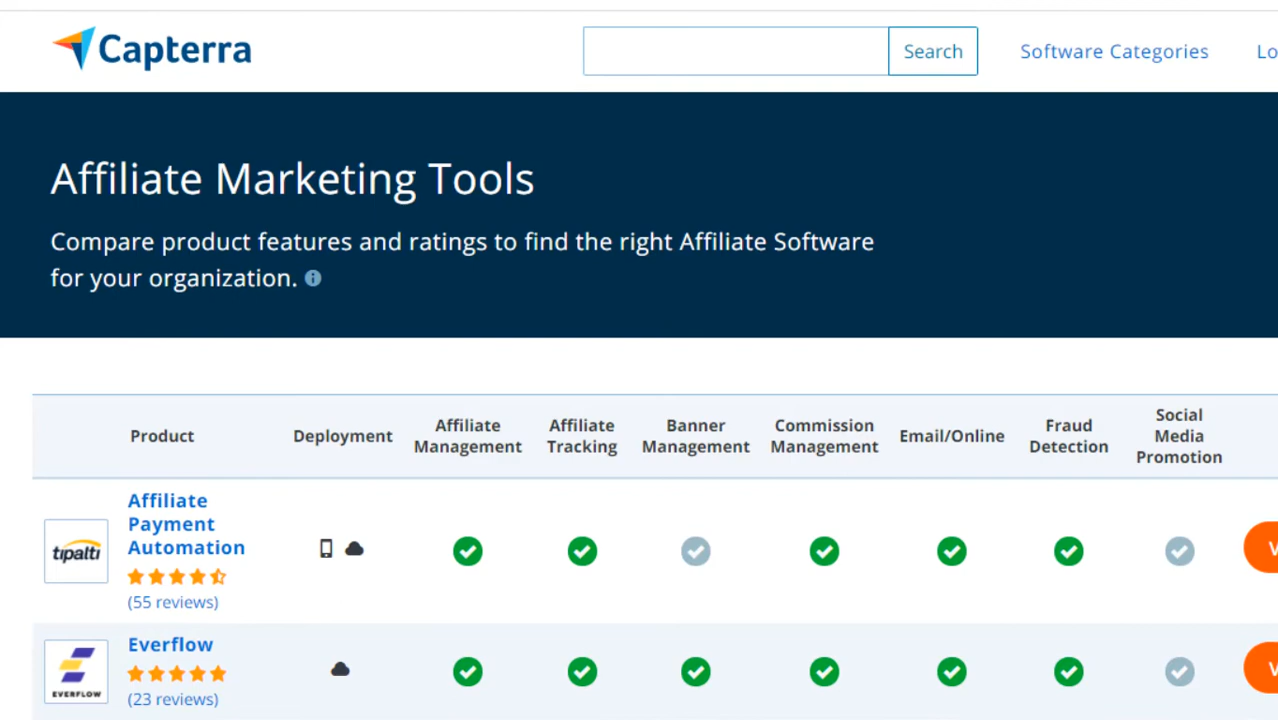 Capterra
Search
Software Categories
Lo
Affiliate Marketing Tools
Compare product features and ratings to find the right Affiliate Software
for your organization.
Product
Deployment
Affiliate
Management
Affiliate
Tracking
Banner
Management
Commission
Management
Email/Online
Fraud
Detection
Social
Media
Promotion
tipalti
Affiliate
Payment
Automation
(55 reviews)
V
EVERFLOW
Everflow
(23 reviews)
V